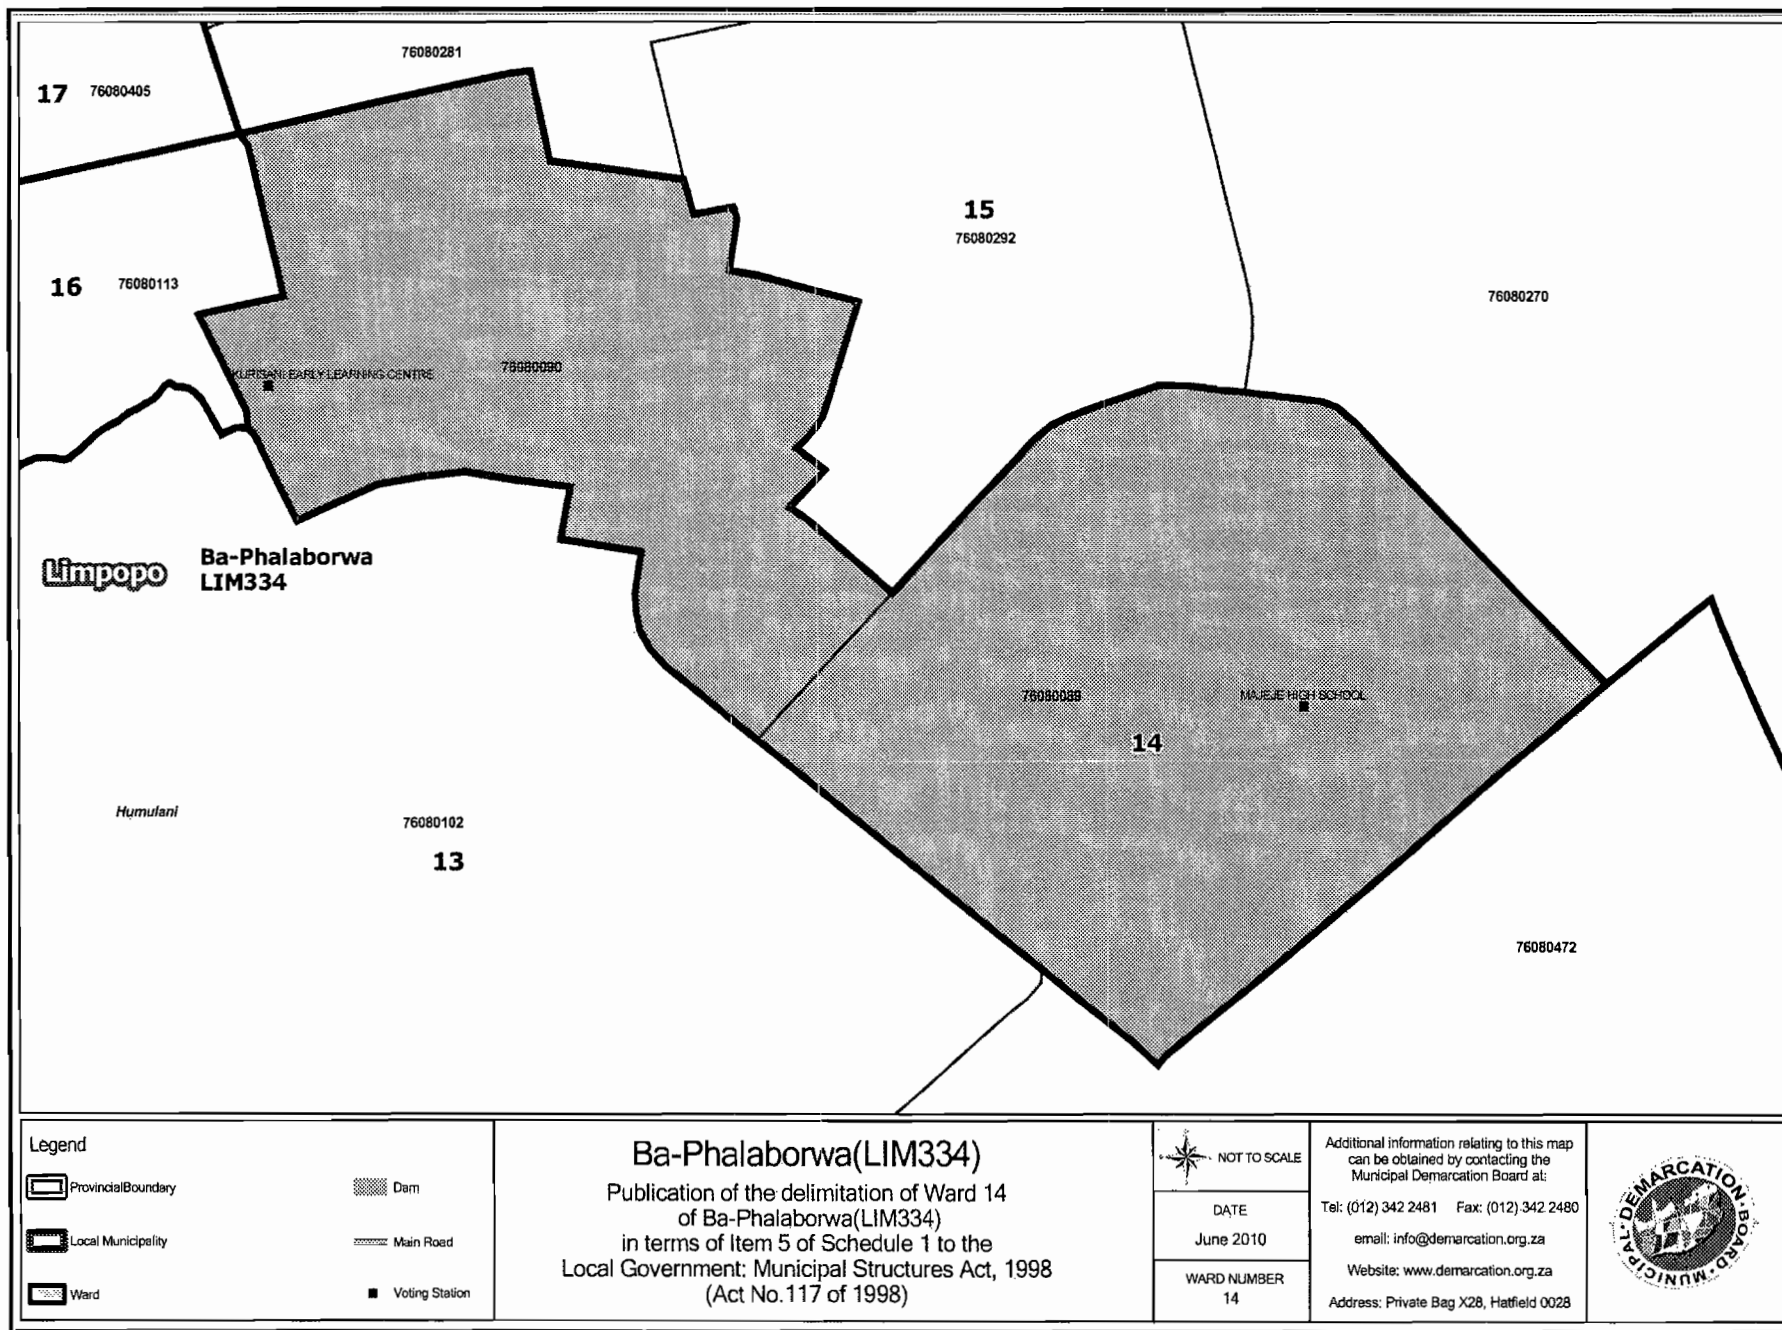 76080281
17 76080405
15
76080292
16 76080113
76080270
KURISANI EARLY LEARNING CENTRE
76080090
Limpopo
Ba-Phalaborwa
LIM334
76080089
MAJEJE HIGH SCHOOL
14
Humulani
76080102
13
76080472
Legend
ProvincialBoundary
Dam
Local Municipality
Main Road
Ward
Voting Station
Ba-Phalaborwa(LIM334)
Publication of the delimitation of Ward 14
of Ba-Phalaborwa(LIM334)
in terms of Item 5 of Schedule 1 to the
Local Government: Municipal Structures Act, 1998
(Act No.117 of 1998)
NOT TO SCALE
DATE
June 2010
WARD NUMBER
14
Additional information relating to this map
can be obtained by contacting the
Municipal Demarcation Board at:
Tel: (012) 342 2481 Fax: (012) 342 2480
email: info@demarcation.org.za
Website: www.demarcation.org.za
Address: Private Bag X28, Hatfield 0028
MUNICIPAL DEMARCATION BOARD